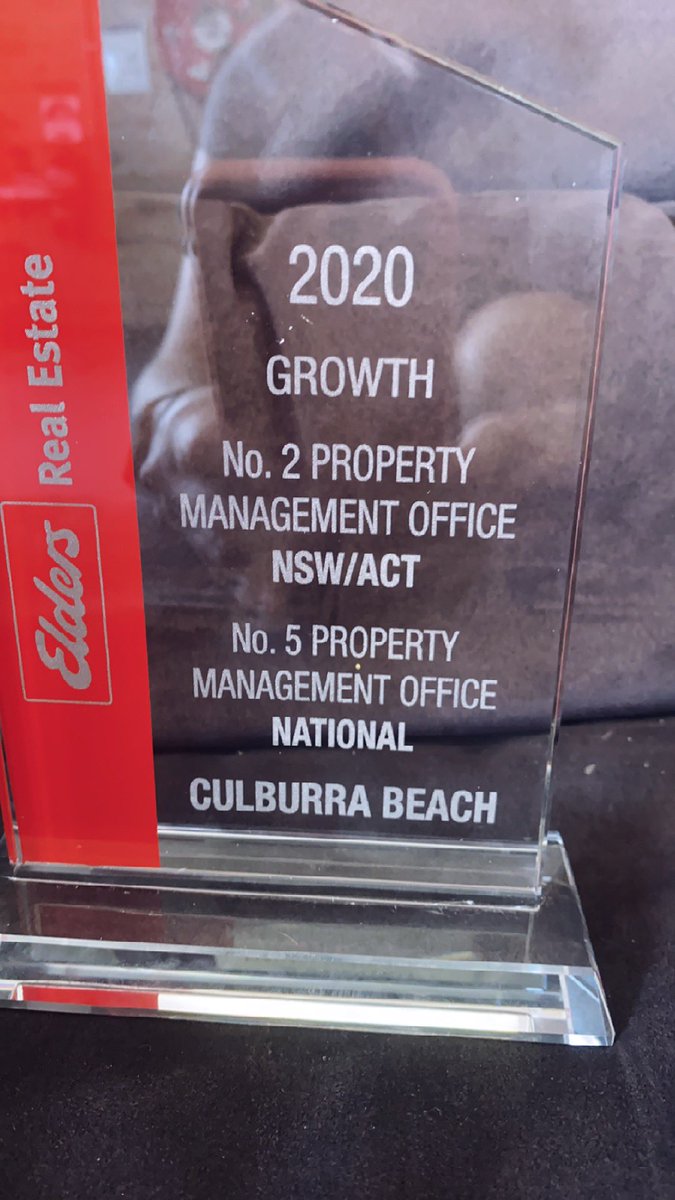 Elders Real Estate
2020
GROWTH
No. 2 PROPERTY
MANAGEMENT OFFICE
NSW/ACT
No. 5 PROPERTY
MANAGEMENT OFFICE
NATIONAL
CULBURRA BEACH